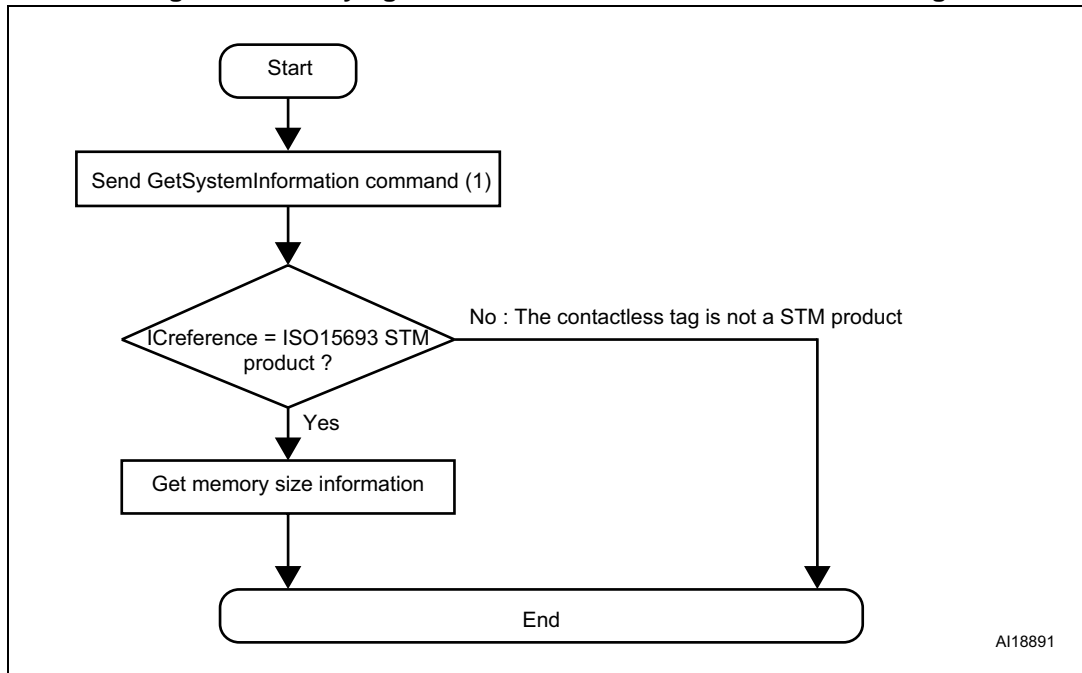 Start
Send GetSystemInformation command (1)
ICreference = ISO15693 STM
product ?
No : The contactless tag is not a STM product
Yes
Get memory size information
End
AI18891